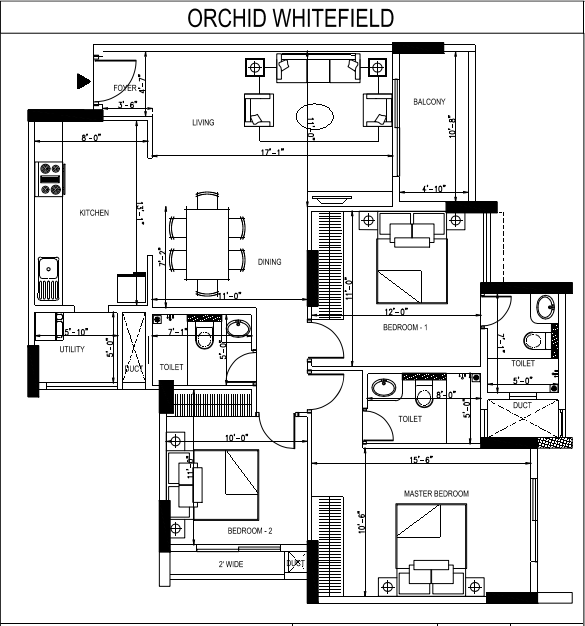 ORCHID WHITEFIELD
FOYER
4'-7"
3'-6"
LIVING
BALCONY
10'-8"
11'-0"
17'-1"
4'-10"
8'-0"
KITCHEN
13'-1"
7'-2"
DINING
11'-0"
11'-0"
12'-0"
BEDROOM - 1
5'-10"
UTILITY
5'-0"
DUCT
7'-1"
TOILET
5'-0"
7'-1"
TOILET
5'-0"
DUCT
8'-0"
TOILET
5'-0"
10'-0"
11'-0"
BEDROOM - 2
2' WIDE
DUCT
15'-6"
MASTER BEDROOM
10'-6"